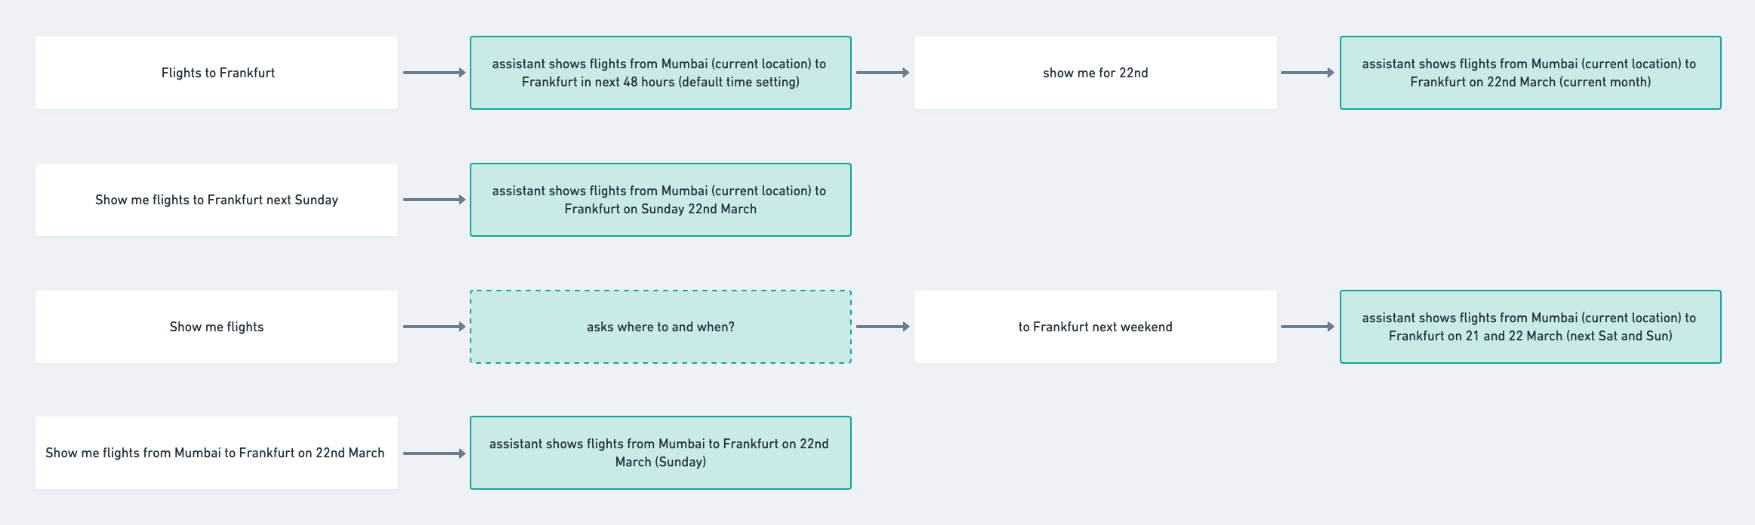 Flights to Frankfurt
assistant shows flights from Mumbai (current location) to
Frankfurt in next 48 hours (default time setting)
show me for 22nd
assistant shows flights from Mumbai (current location) to
Frankfurt on 22nd March (current month)
Show me flights to Frankfurt next Sunday
assistant shows flights from Mumbai (current location) to
Frankfurt on Sunday 22nd March
Show me flights
asks where to and when?
to Frankfurt next weekend
assistant shows flights from Mumbai (current location) to
Frankfurt on 21 and 22 March (next Sat and Sun)
Show me flights from Mumbai to Frankfurt on 22nd March
assistant shows flights from Mumbai to Frankfurt on 22nd
March (Sunday)